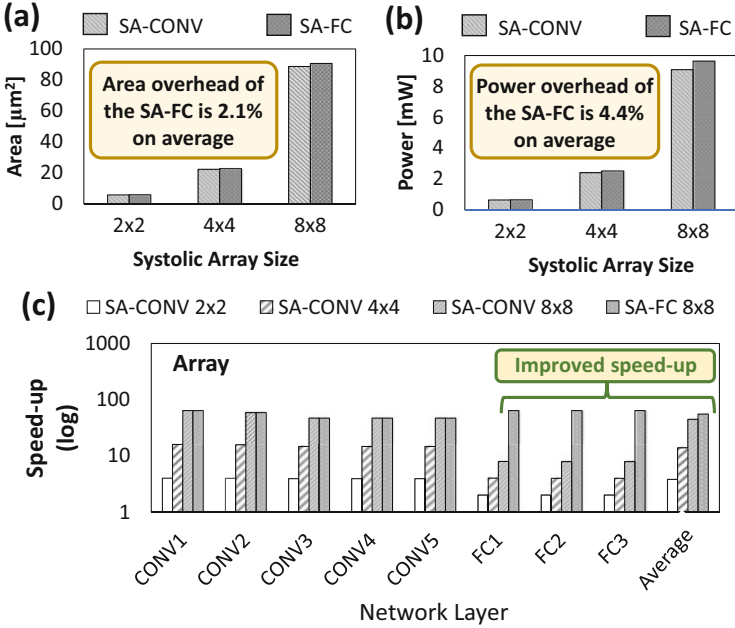 (a)
SA-CONV SA-FC
Area [µm²]
100
80
60
40
20
0
Area overhead of
the SA-FC is 2.1%
on average
2x2 4x4 8x8
Systolic Array Size
(b)
SA-CONV SA-FC
Power [mW]
10
8
6
4
2
0
Power overhead of
the SA-FC is 4.4%
on average
2x2 4x4 8x8
Systolic Array Size
(c)
SA-CONV 2x2 SA-CONV 4x4 SA-CONV 8x8 SA-FC 8x8
Speed-up
(log)
1000
100
10
1
Array
Improved speed-up
CONV1 CONV2 CONV3 CONV4 CONV5 FC1 FC2 FC3 Average
Network Layer